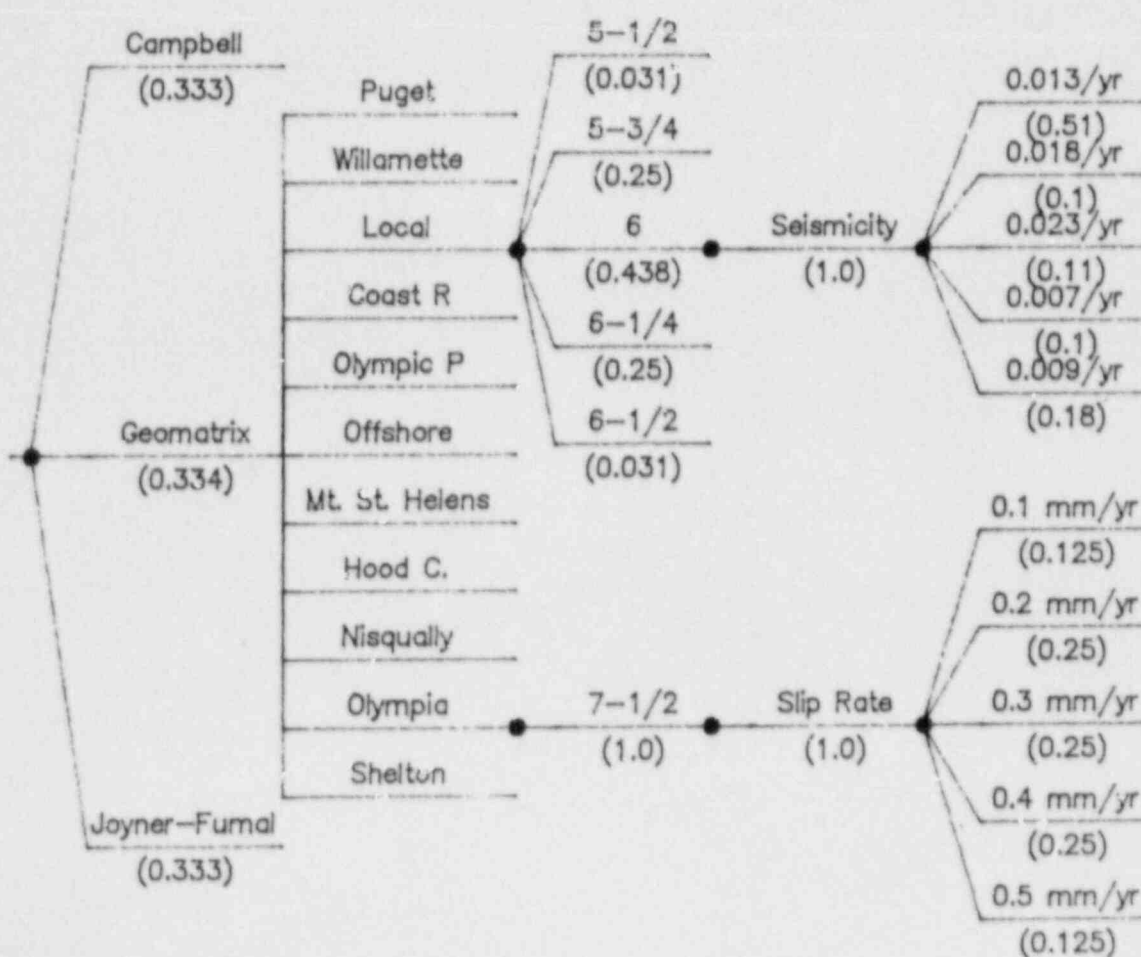 Campbell
(0.333)
Geomatrix
(0.334)
Joyner-Fumal
(0.333)
Puget
Willamette
Local
Coast R
Olympic P
Offshore
Mt. St. Helens
Hood C.
Nisqually
Olympia
Shelton
5-1/2
(0.031)
5-3/4
(0.25)
6
(0.438)
6-1/4
(0.25)
6-1/2
(0.031)
Seismicity
(1.0)
0.013/yr
(0.51)
0.018/yr
(0.1)
0.023/yr
(0.11)
0.007/yr
(0.1)
0.009/yr
(0.18)
7-1/2
(1.0)
Slip Rate
(1.0)
0.1 mm/yr
(0.125)
0.2 mm/yr
(0.25)
0.3 mm/yr
(0.25)
0.4 mm/yr
(0.25)
0.5 mm/yr
(0.125)